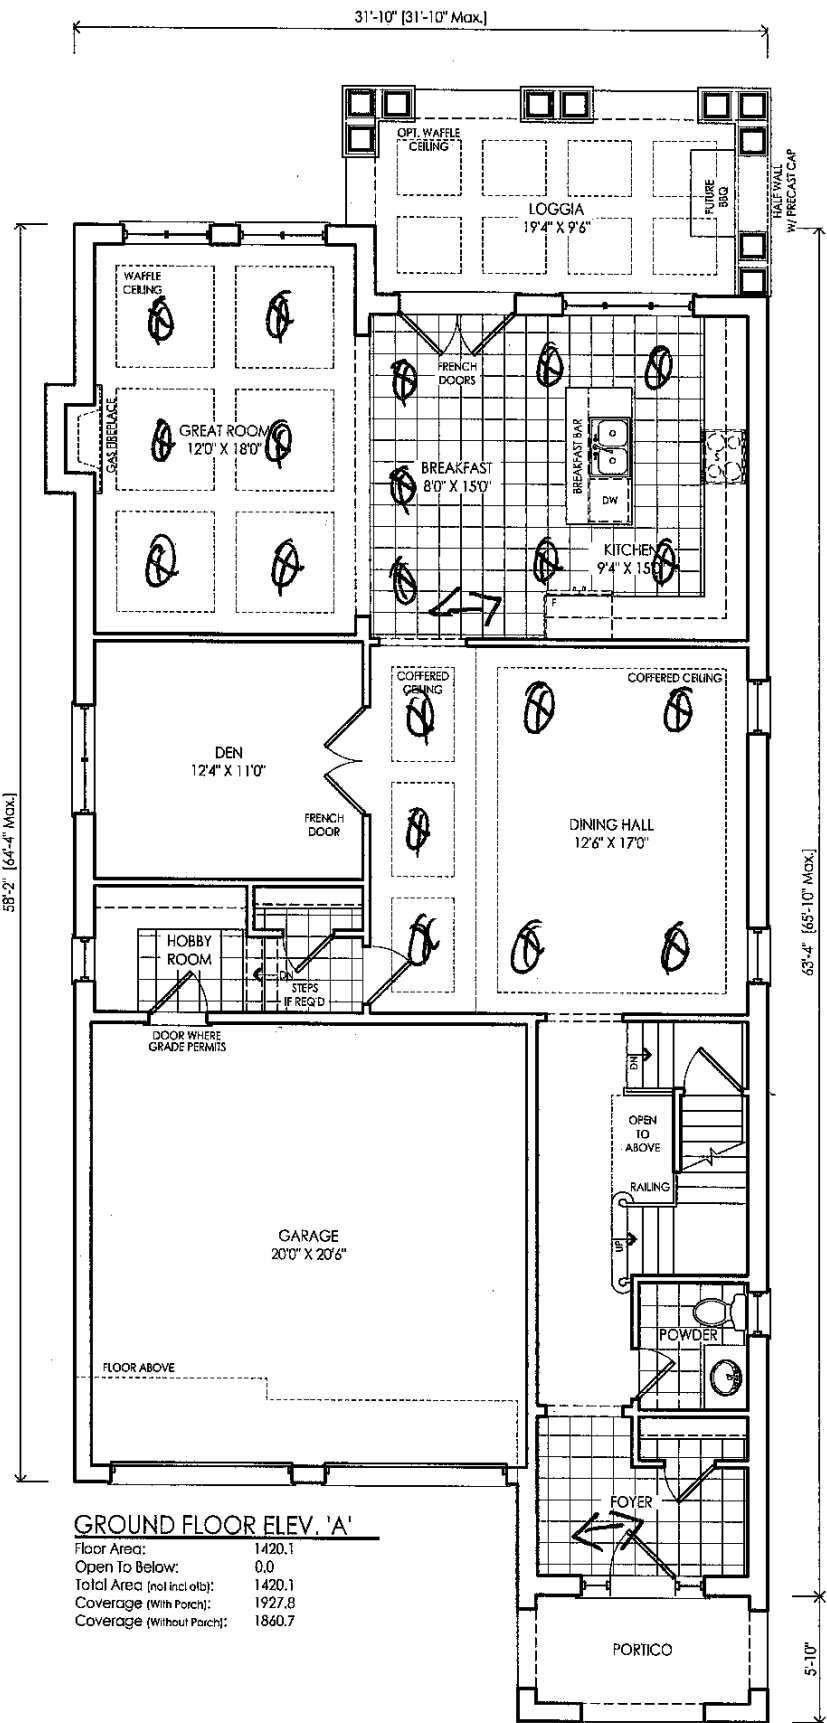 31'-10" [31'-10" Max.]
OPT. WAFFLE
CEILING
LOGGIA
19'4" X 9'6"
FUTURE
BBQ
HALF WALL
W/ PRECAST CAP
WAFFLE
CEILING
GREAT ROOM
12'0" X 18'0"
GAS FIREPLACE
FRENCH
DOORS
BREAKFAST
8'0" X 15'0"
BREAKFAST BAR
DW
S
KITCHEN
9'4" X 15'0"
F
COFFERED
CEILING
COFFERED CEILING
DEN
12'4" X 11'0"
FRENCH
DOOR
DINING HALL
12'6" X 17'0"
58'-2" [64'-4" Max.]
63'-4" [65'-10" Max.]
HOBBY
ROOM
DN
STEPS
IF REQ'D
DOOR WHERE
GRADE PERMITS
DN
OPEN
TO
ABOVE
RAILING
UP
GARAGE
20'0" X 20'6"
POWDER
FLOOR ABOVE
FOYER
GROUND FLOOR ELEV. 'A'
Floor Area: 1420.1
Open To Below: 0.0
Total Area (not incl otb): 1420.1
Coverage (With Porch): 1927.8
Coverage (Without Porch): 1860.7
PORTICO
5'-10"